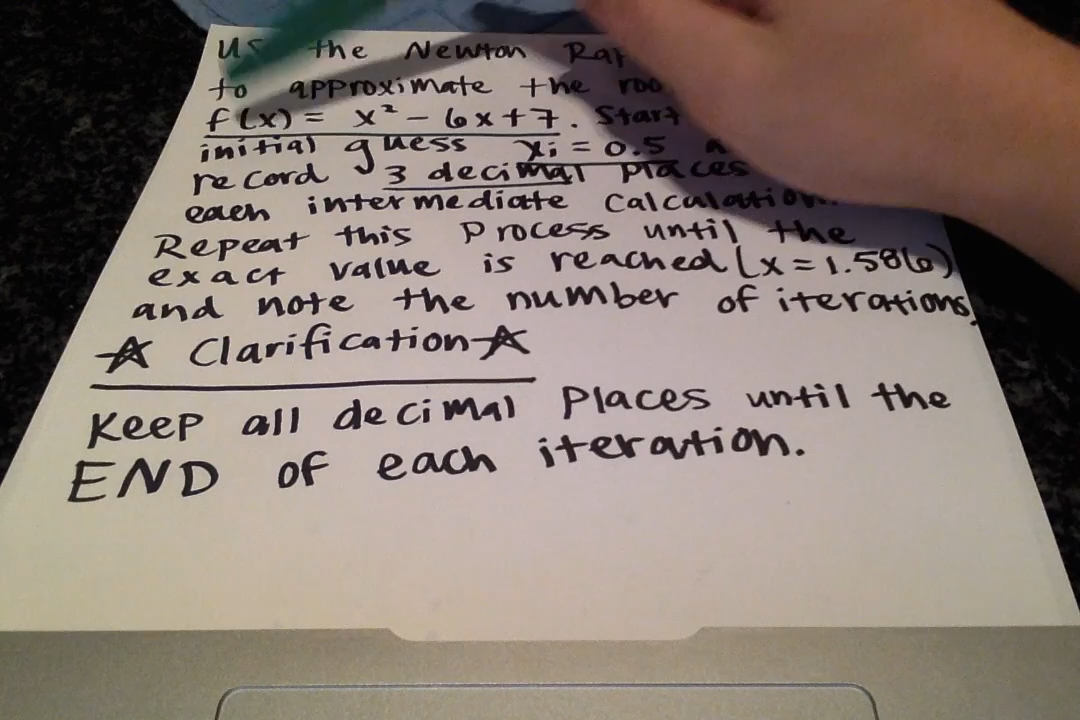 the Newton
to approximate the
f(x) = x² - 6x+7. Start
initial guess xi = 0.5
record 3 decimal places
each intermediate calculation.
Repeat this process until the
exact value is reached (x = 1.586)
and note the number of iterations.
☆ Clarification ☆
Keep all decimal places until the
END of each iteration.